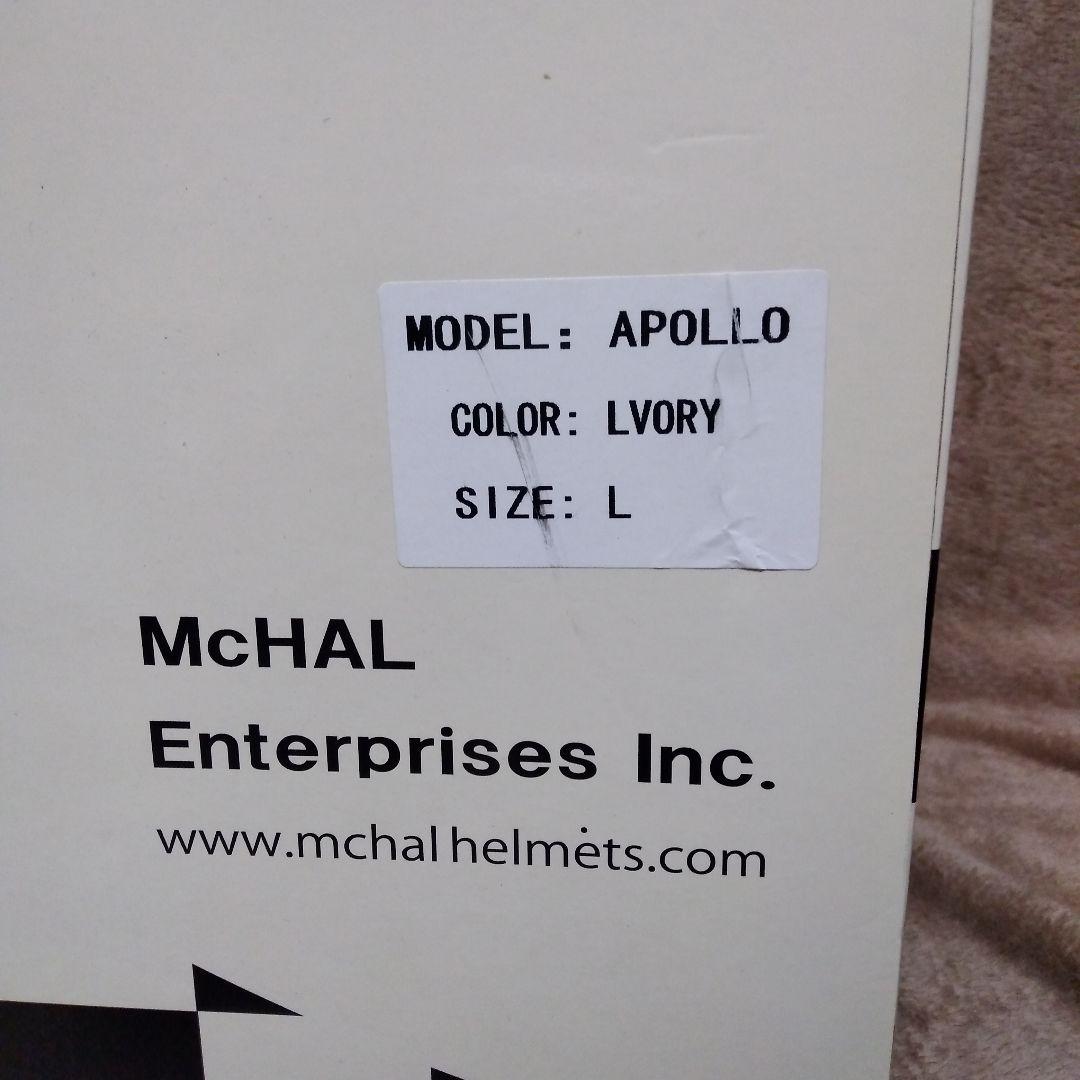 MODEL: APOLLO
COLOR: LVORY
SIZE: L
McHAL
Enterprises Inc.
www.mchalhelmets.com